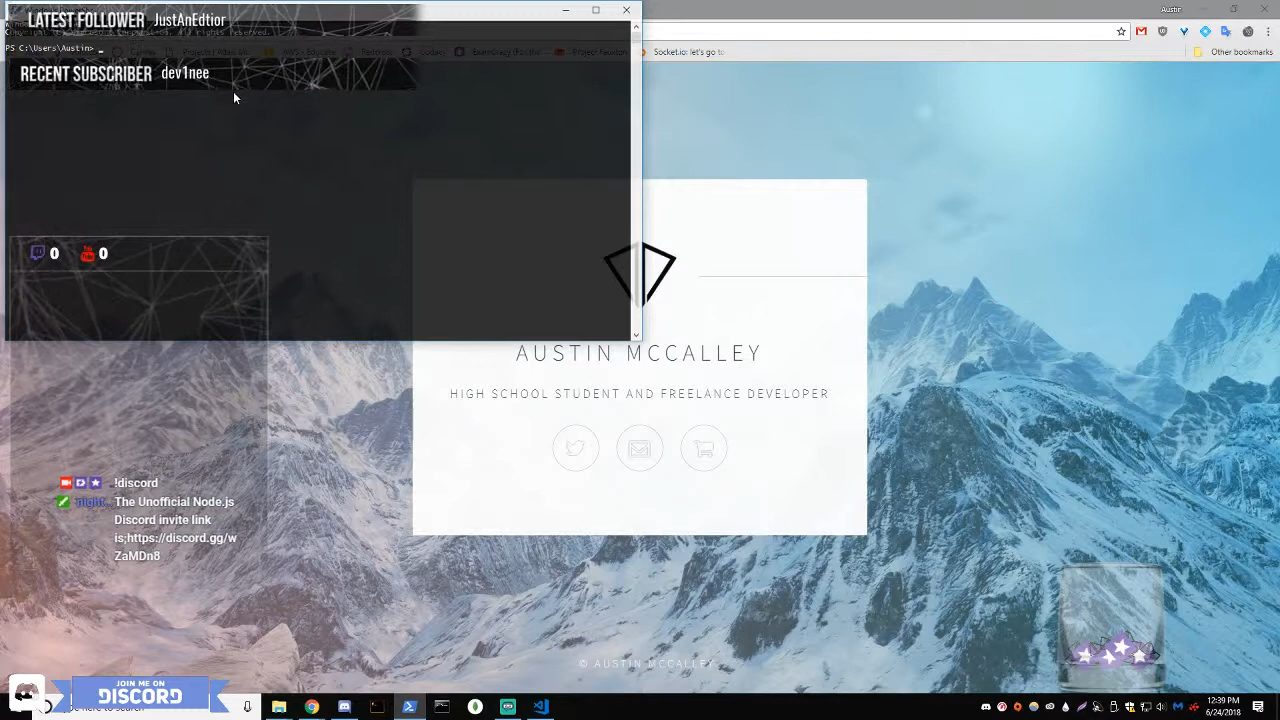 LATEST FOLLOWER JustAnEdtior
Austin
PS C:\Users\Austin>
Socket.io: let's go to
Other bookmarks
RECENT SUBSCRIBER dev1nee
0 0
AUSTIN MCCALLEY
HIGH SCHOOL STUDENT AND FREELANCE DEVELOPER
!discord
night... The Unofficial Node.js
Discord invite link
is;https://discord.gg/w
ZaMDn8
© AUSTIN MCCALLEY
JOIN ME ON
DISCORD
12:39 PM
6/24/2018